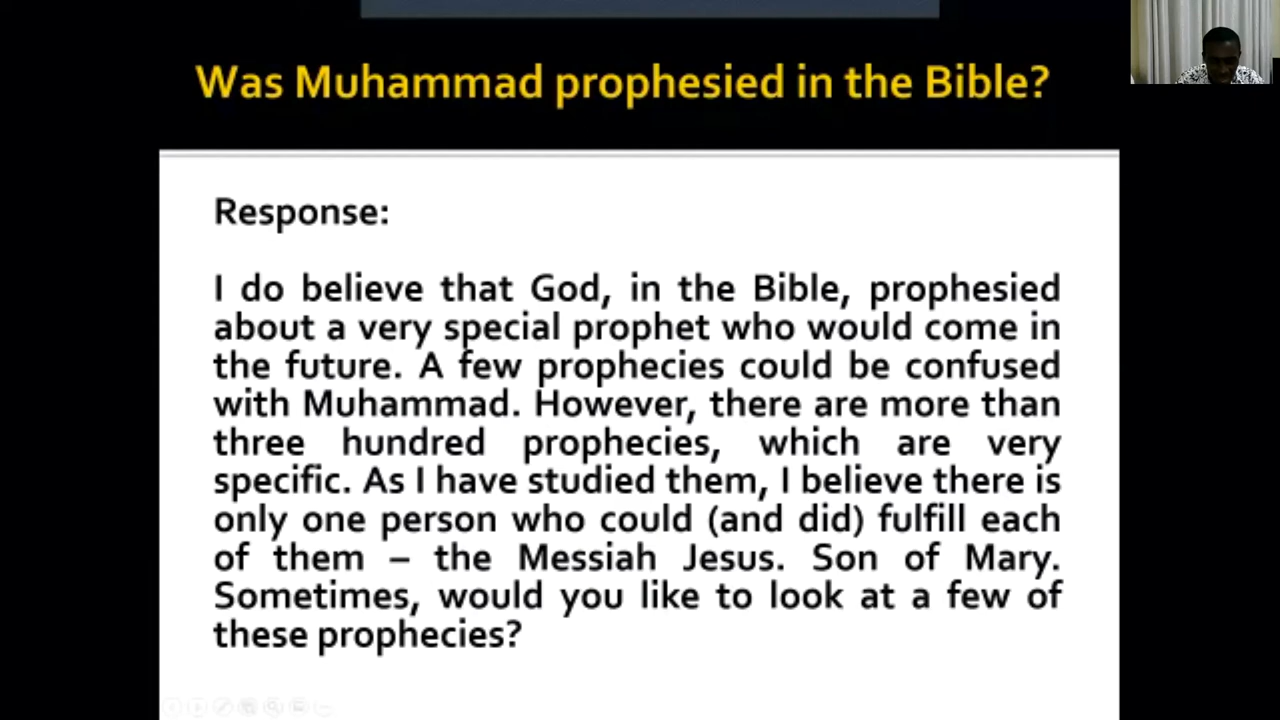 Was Muhammad prophesied in the Bible?
Response:
I do believe that God, in the Bible, prophesied
about a very special prophet who would come in
the future. A few prophecies could be confused
with Muhammad. However, there are more than
three hundred prophecies, which are very
specific. As I have studied them, I believe there is
only one person who could (and did) fulfill each
of them – the Messiah Jesus. Son of Mary.
Sometimes, would you like to look at a few of
these prophecies?